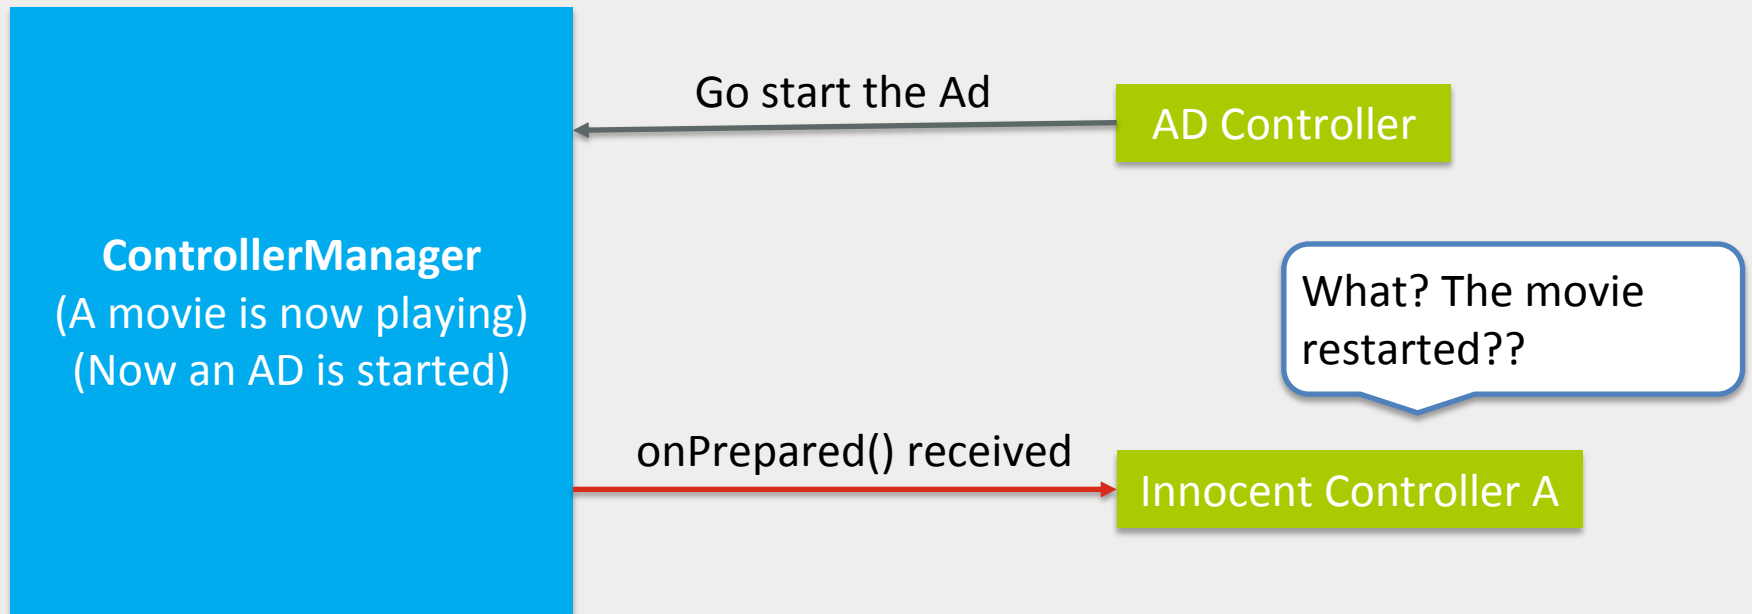 Go start the Ad
AD Controller
ControllerManager
(A movie is now playing)
(Now an AD is started)
What? The movie
restarted??
onPrepared() received
Innocent Controller A